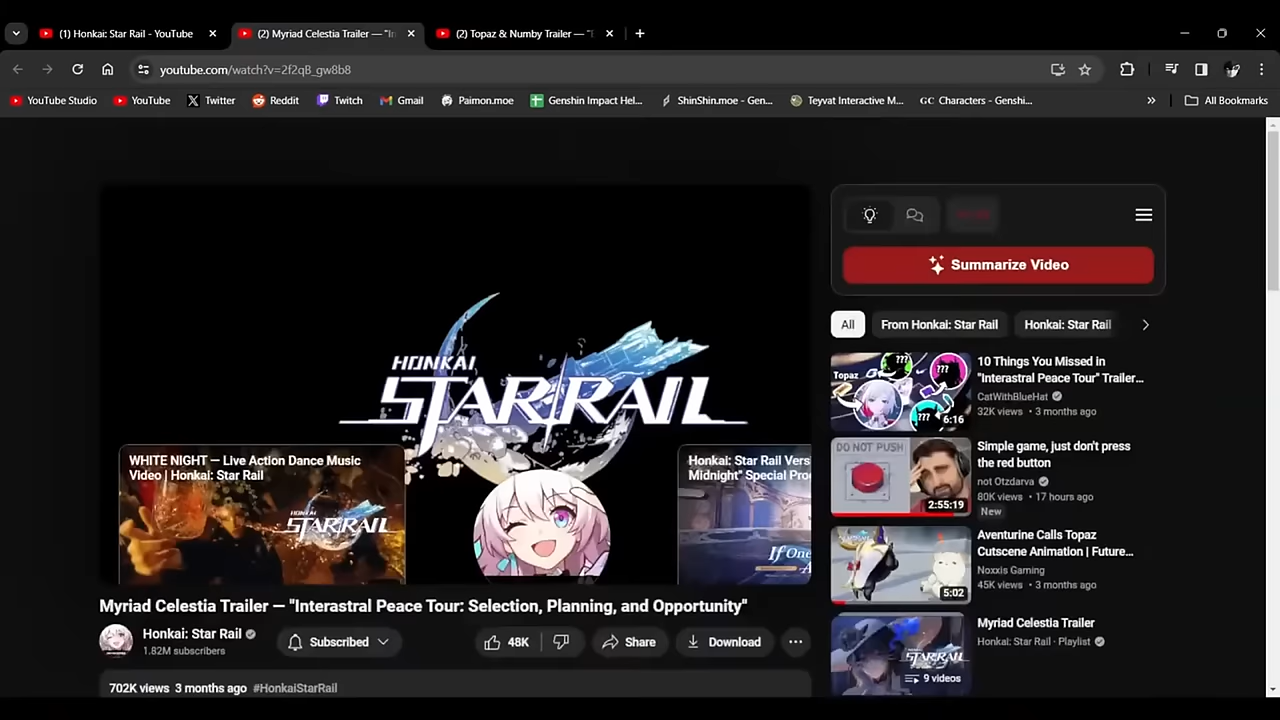 (1) Honkai: Star Rail - YouTube
(2) Myriad Celestia Trailer — "In
(2) Topaz & Numby Trailer — "
youtube.com/watch?v=2f2qB_gw8b8
YouTube Studio
YouTube
Twitter
Reddit
Twitch
Gmail
Paimon.moe
Genshin Impact Hel...
ShinShin.moe - Gen...
Teyvat Interactive M...
GC Characters - Genshi...
All Bookmarks
HONKAI
STAR RAIL
WHITE NIGHT — Live Action Dance Music
Video | Honkai: Star Rail
HONKAI
STAR RAIL
Honkai: Star Rail Vers
Midnight" Special Pro
If One
Myriad Celestia Trailer — "Interastral Peace Tour: Selection, Planning, and Opportunity"
Honkai: Star Rail
1.82M subscribers
Subscribed
48K
Share
Download
702K views 3 months ago #HonkaiStarRail
Summarize Video
All
From Honkai: Star Rail
Honkai: Star Rail
Topaz
???
???
???
6:16
10 Things You Missed in
"Interastral Peace Tour" Trailer...
CatWithBlueHat
32K views • 3 months ago
DO NOT PUSH
2:55:19
Simple game, just don't press
the red button
not Otzdarva
80K views • 17 hours ago
New
5:02
Aventurine Calls Topaz
Cutscene Animation | Future...
Noxxis Gaming
45K views • 3 months ago
STAR RAIL
9 videos
Myriad Celestia Trailer
Honkai: Star Rail · Playlist